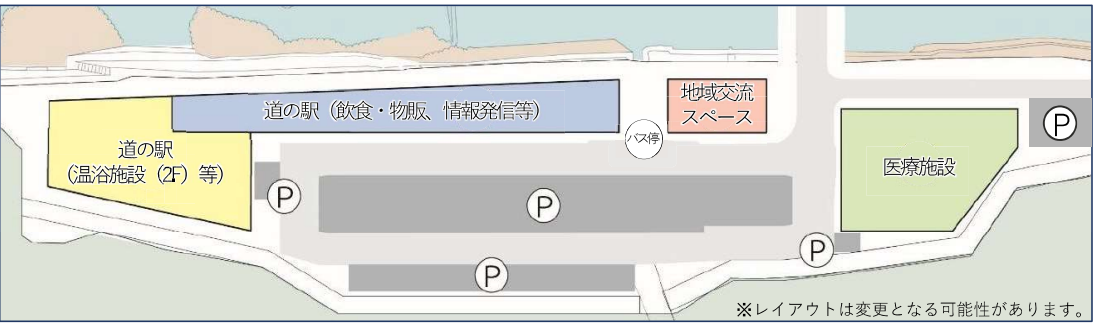 道の駅（飲食・物販、情報発信等）
地域交流
スペース
バス停
道の駅
（温浴施設（2F）等）
医療施設
P
P
P
P
P
※レイアウトは変更となる可能性があります。